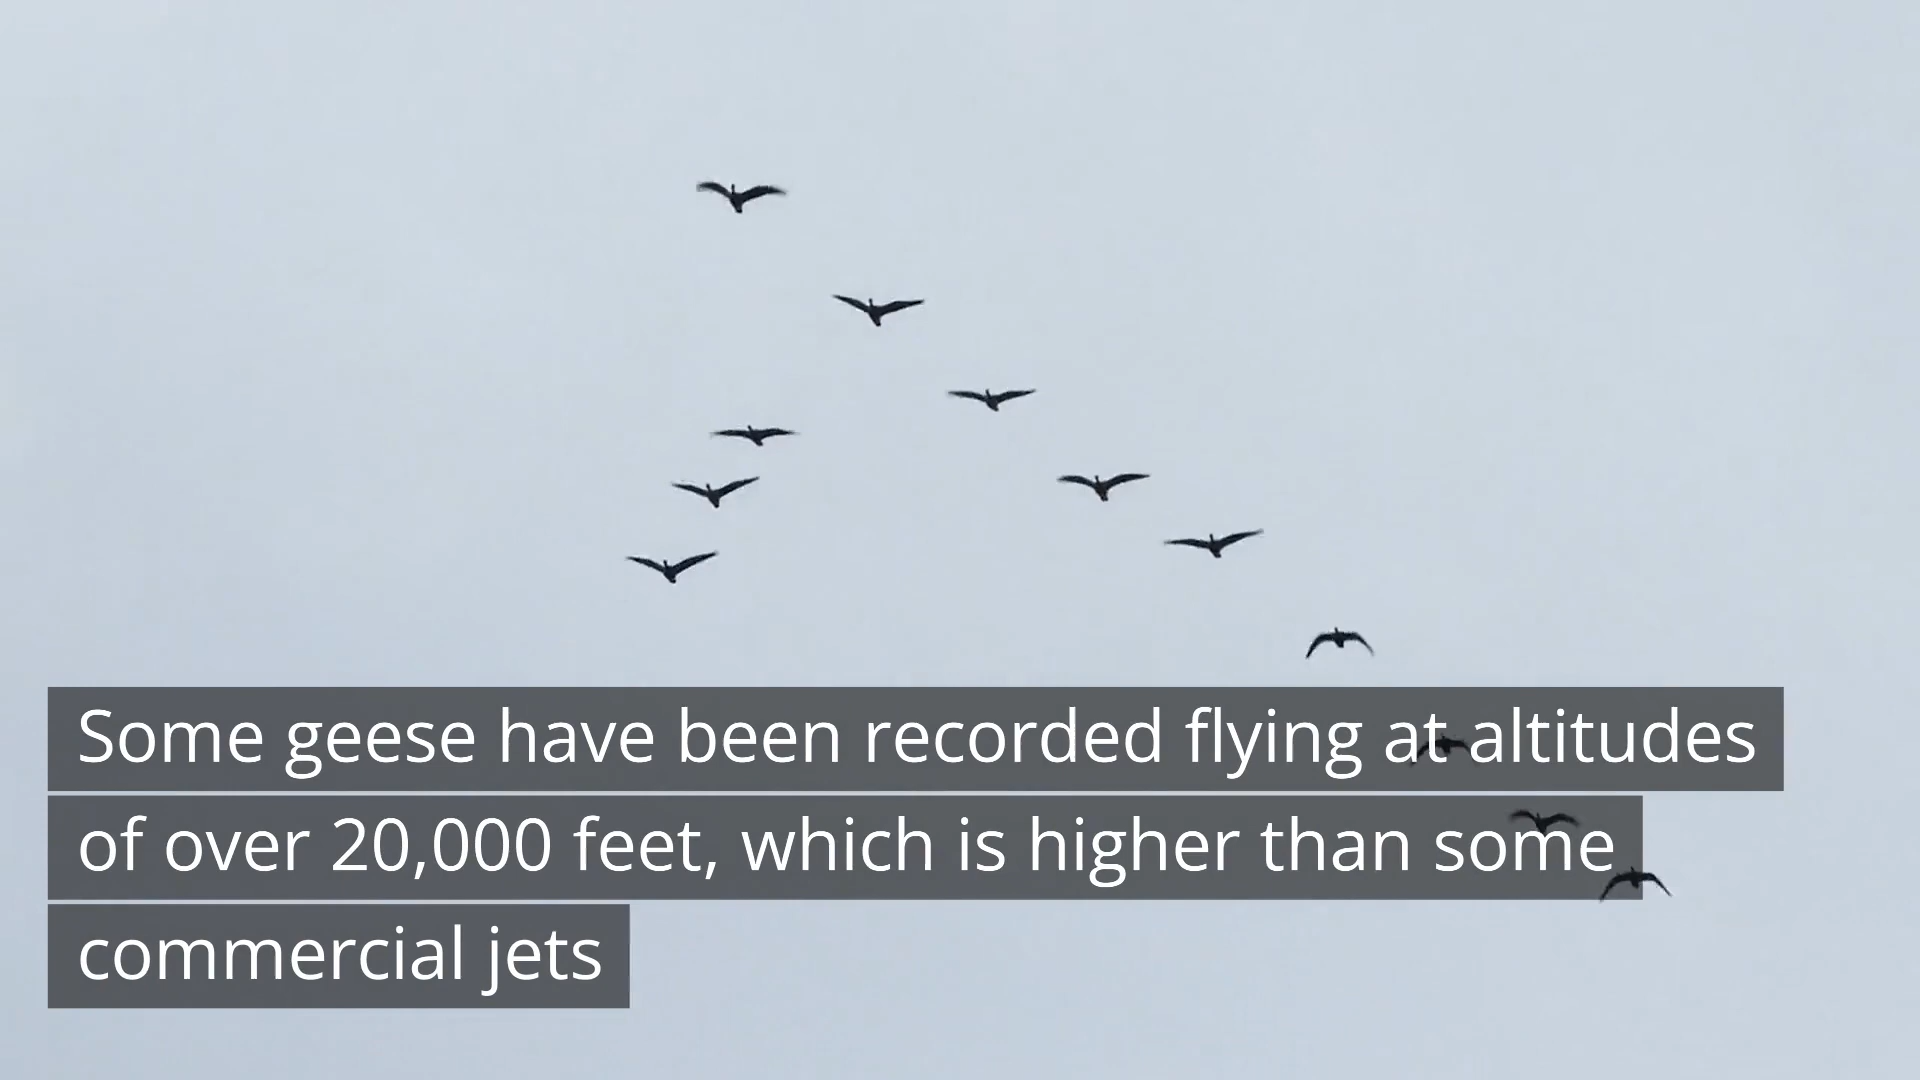 Some geese have been recorded flying at altitudes
of over 20,000 feet, which is higher than some
commercial jets